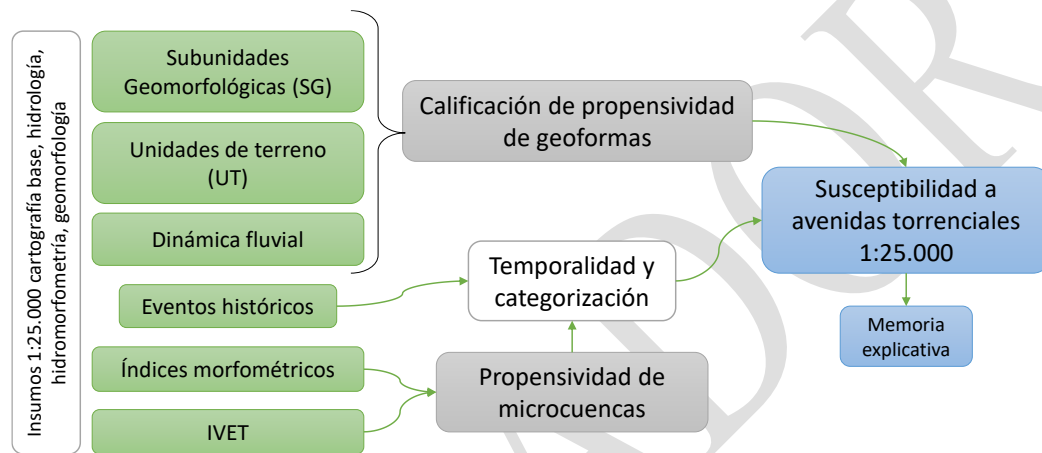 Insumos 1:25.000 cartografía base, hidrología,
hidromorfometría, geomorfología
Subunidades
Geomorfológicas (SG)
Unidades de terreno
(UT)
Dinámica fluvial
Eventos históricos
Índices morfométricos
IVET
Calificación de propensividad
de geoformas
Temporalidad y
categorización
Propensividad de
microcuencas
Susceptibilidad a
avenidas torrenciales
1:25.000
Memoria
explicativa